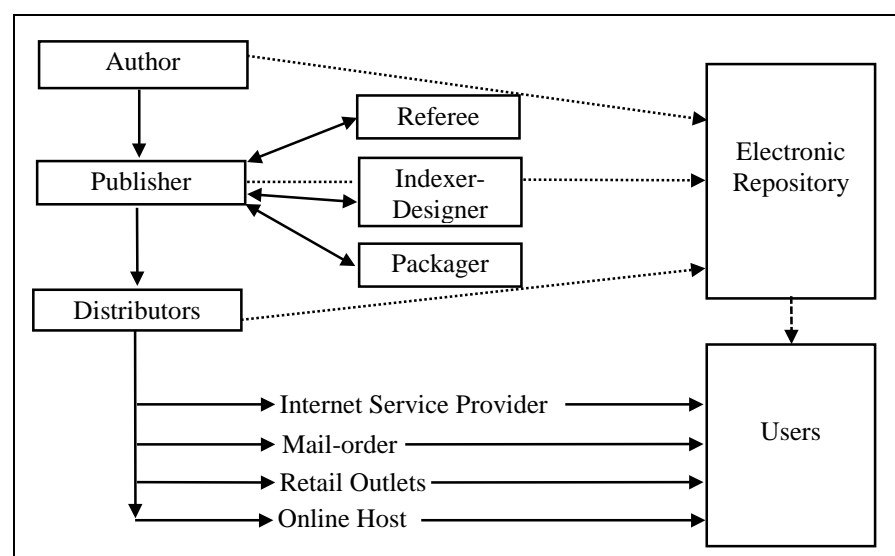 Author
Referee
Publisher
Indexer-
Designer
Packager
Distributors
Electronic
Repository
Internet Service Provider
Mail-order
Retail Outlets
Online Host
Users